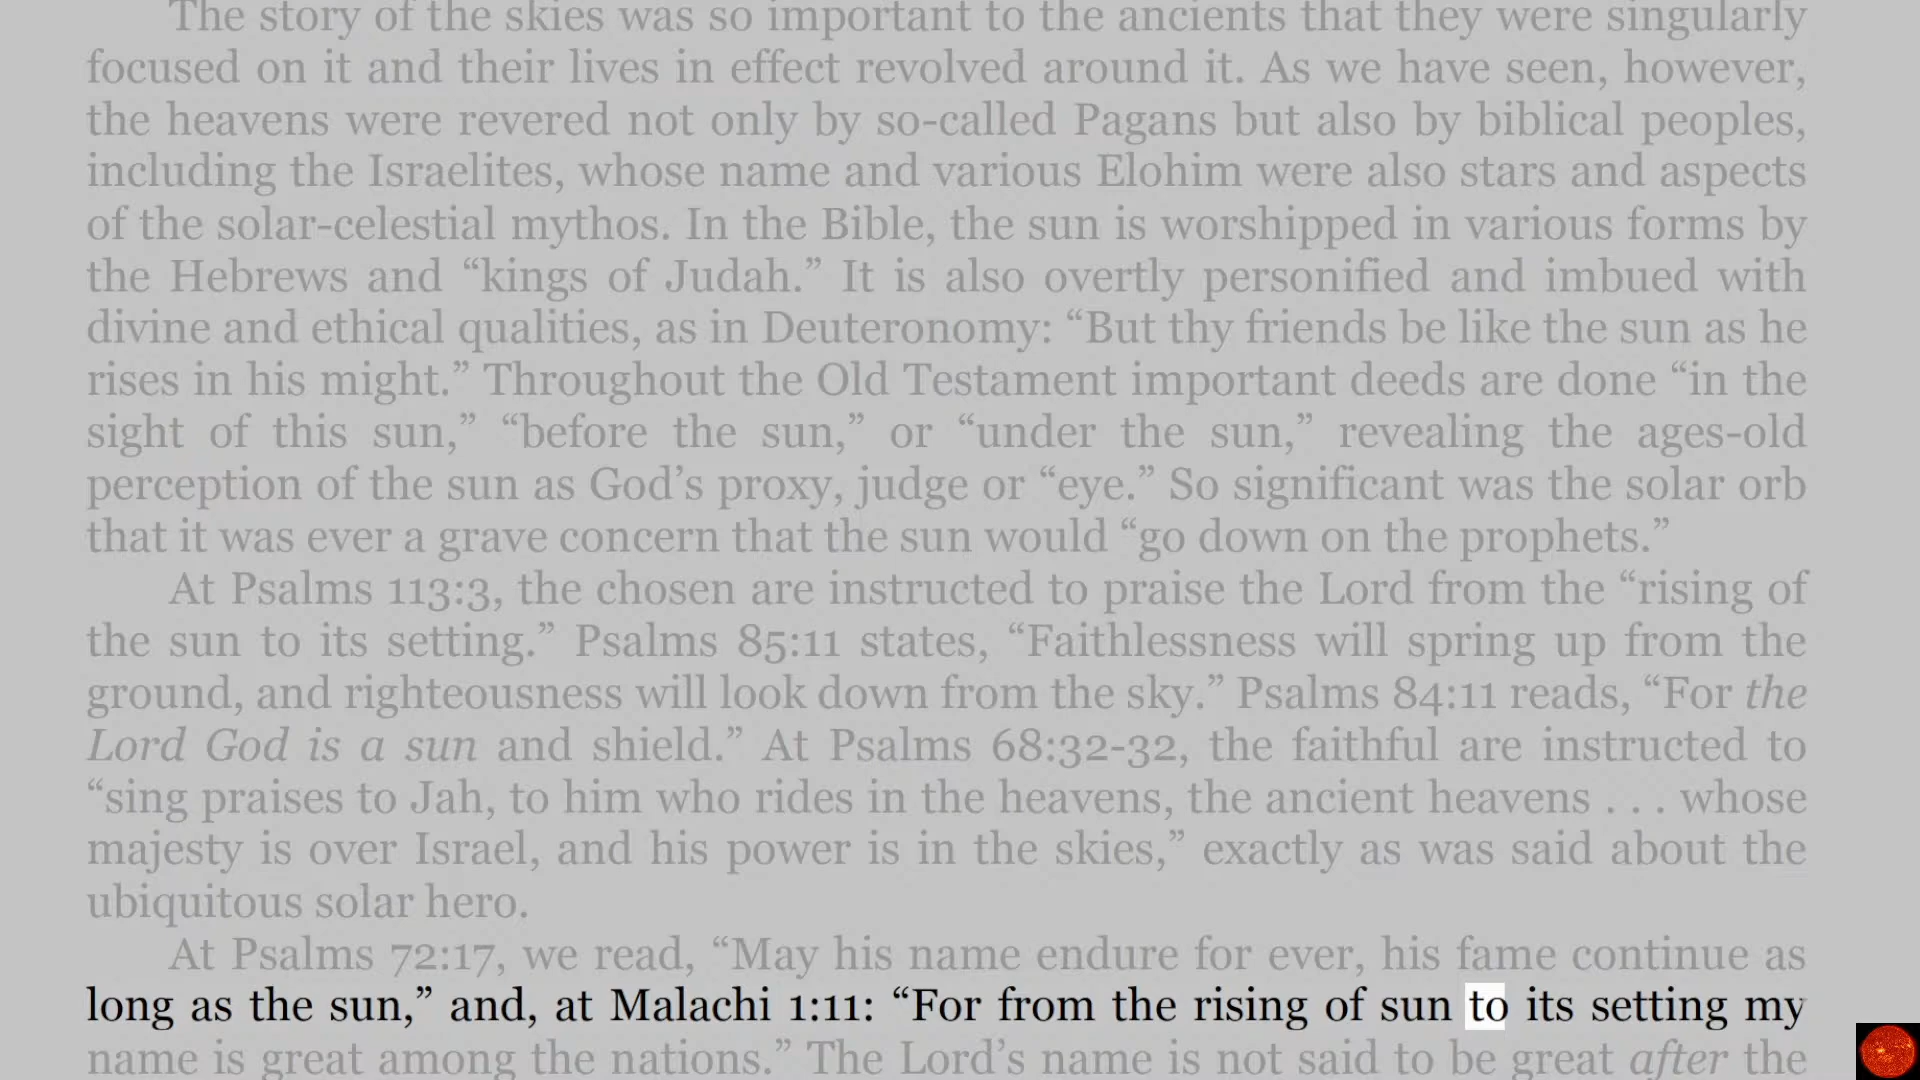 The story of the skies was so important to the ancients that they were singularly
focused on it and their lives in effect revolved around it. As we have seen, however,
the heavens were revered not only by so-called Pagans but also by biblical peoples,
including the Israelites, whose name and various Elohim were also stars and aspects
of the solar-celestial mythos. In the Bible, the sun is worshipped in various forms by
the Hebrews and “kings of Judah.” It is also overtly personified and imbued with
divine and ethical qualities, as in Deuteronomy: “But thy friends be like the sun as he
rises in his might.” Throughout the Old Testament important deeds are done “in the
sight of this sun,” “before the sun,” or “under the sun,” revealing the ages-old
perception of the sun as God’s proxy, judge or “eye.” So significant was the solar orb
that it was ever a grave concern that the sun would “go down on the prophets.”
At Psalms 113:3, the chosen are instructed to praise the Lord from the “rising of
the sun to its setting.” Psalms 85:11 states, “Faithlessness will spring up from the
ground, and righteousness will look down from the sky.” Psalms 84:11 reads, “For the
Lord God is a sun and shield.” At Psalms 68:32-32, the faithful are instructed to
“sing praises to Jah, to him who rides in the heavens, the ancient heavens . . . whose
majesty is over Israel, and his power is in the skies,” exactly as was said about the
ubiquitous solar hero.
At Psalms 72:17, we read, “May his name endure for ever, his fame continue as
long as the sun,” and, at Malachi 1:11: “For from the rising of sun to its setting my
name is great among the nations.” The Lord’s name is not said to be great after the